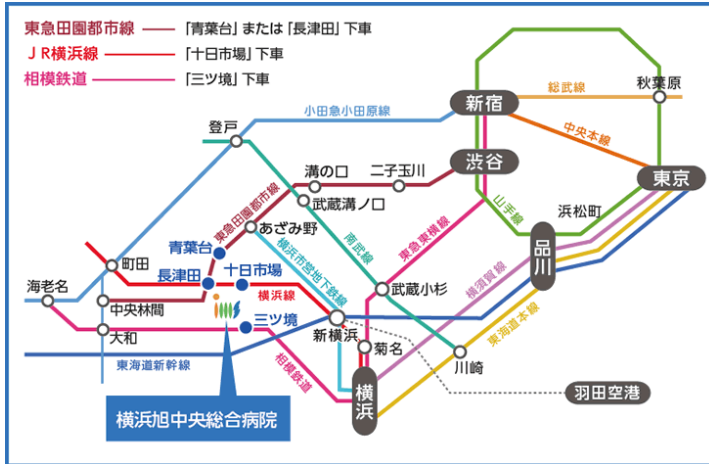 東急田園都市線 「青葉台」または「長津田」下車
JR横浜線 「十日市場」下車
相模鉄道 「三ツ境」下車
小田急小田原線
新宿
総武線
秋葉原
登戸
中央本線
渋谷
東京
溝の口
二子玉川
武蔵溝ノ口
東急田園都市線
山手線
浜松町
あざみ野
南武線
東急東横線
品川
青葉台
町田
横浜市営地下鉄線
横須賀線
長津田
十日市場
武蔵小杉
海老名
中央林間
横浜線
東海道本線
三ツ境
新横浜
大和
菊名
川崎
東海道新幹線
相模鉄道
横浜
羽田空港
横浜旭中央総合病院